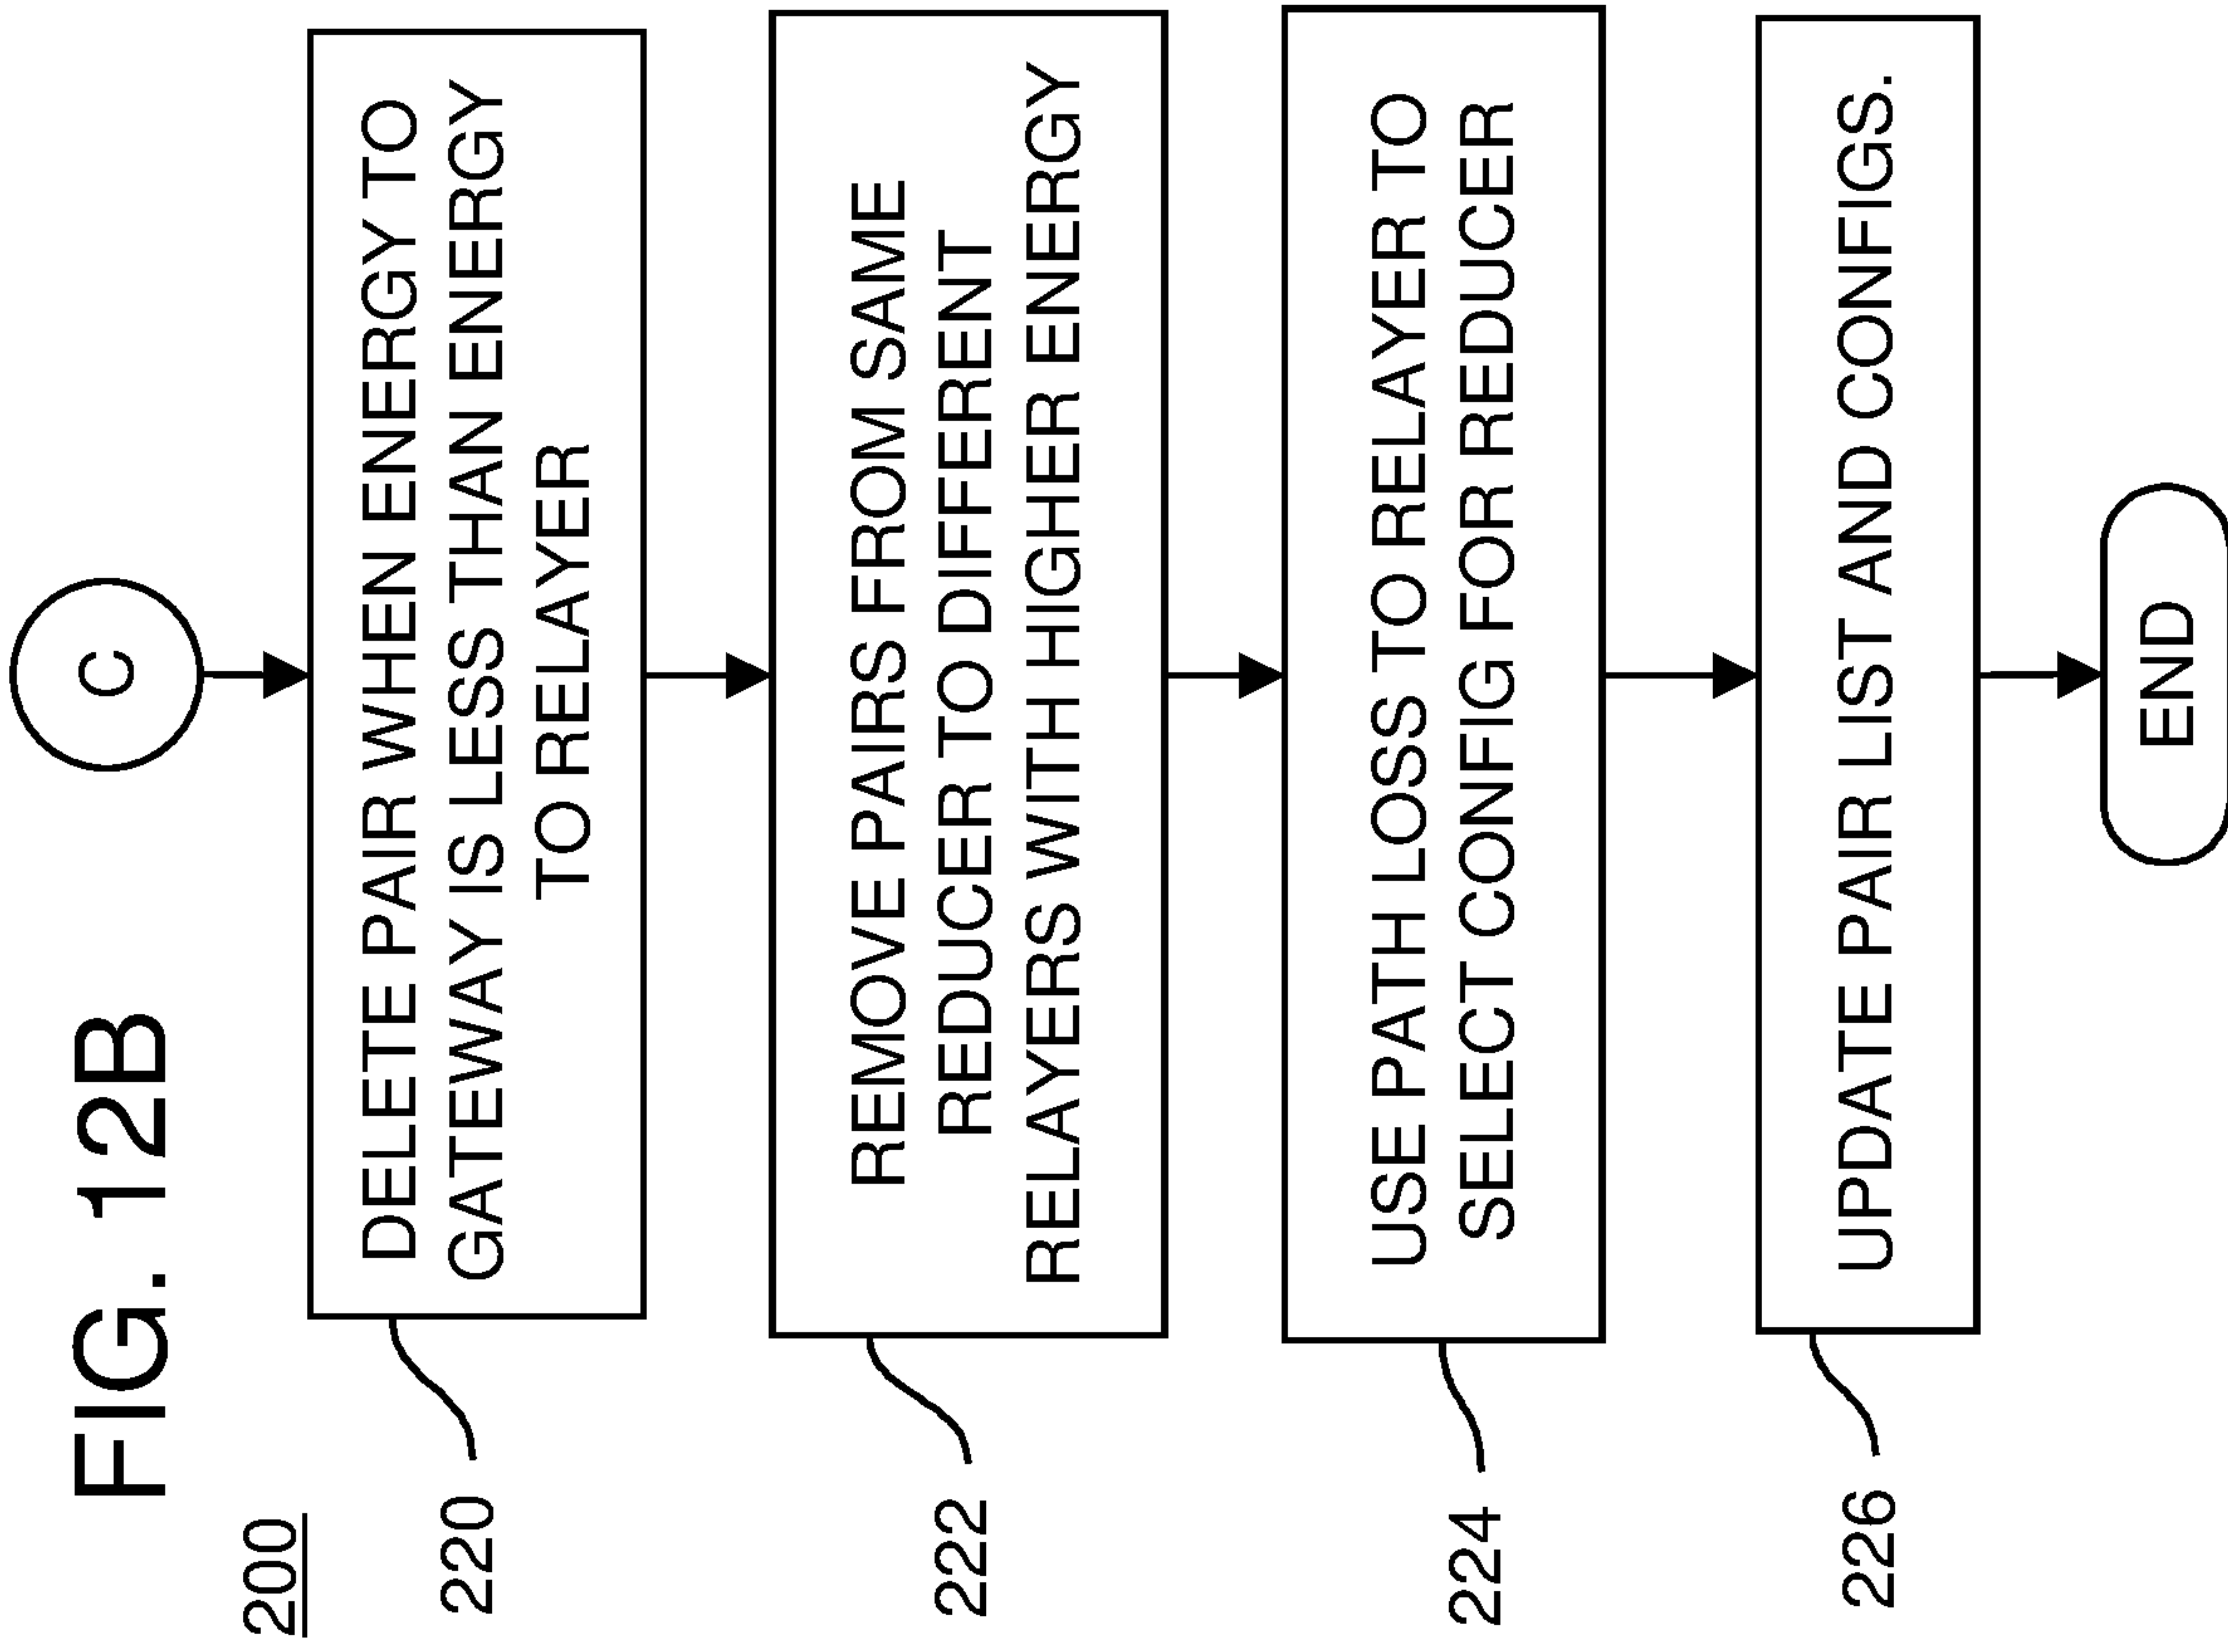 FIG. 12B
200
C
220
DELETE PAIR WHEN ENERGY TO
GATEWAY IS LESS THAN ENERGY
TO RELAYER
222
REMOVE PAIRS FROM SAME
REDUCER TO DIFFERENT
RELAYERS WITH HIGHER ENERGY
224
USE PATH LOSS TO RELAYER TO
SELECT CONFIG FOR REDUCER
226
UPDATE PAIR LIST AND CONFIGS.
END